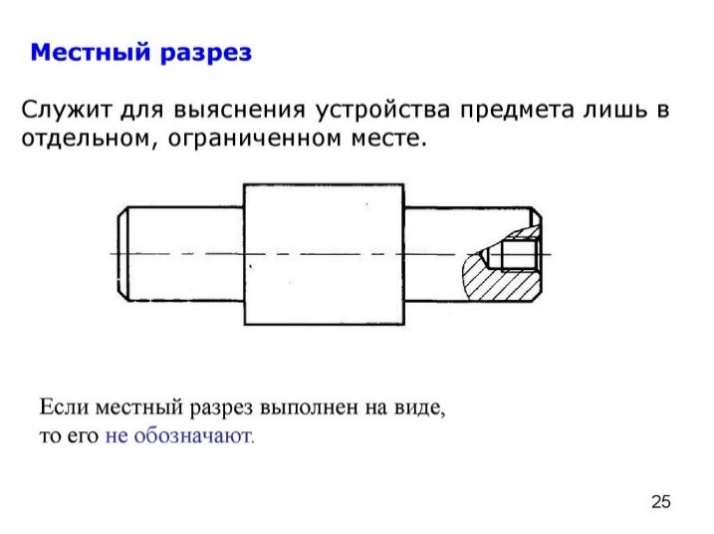 Местный разрез
Служит для выяснения устройства предмета лишь в
отдельном, ограниченном месте.
Если местный разрез выполнен на виде,
то его не обозначают.
25